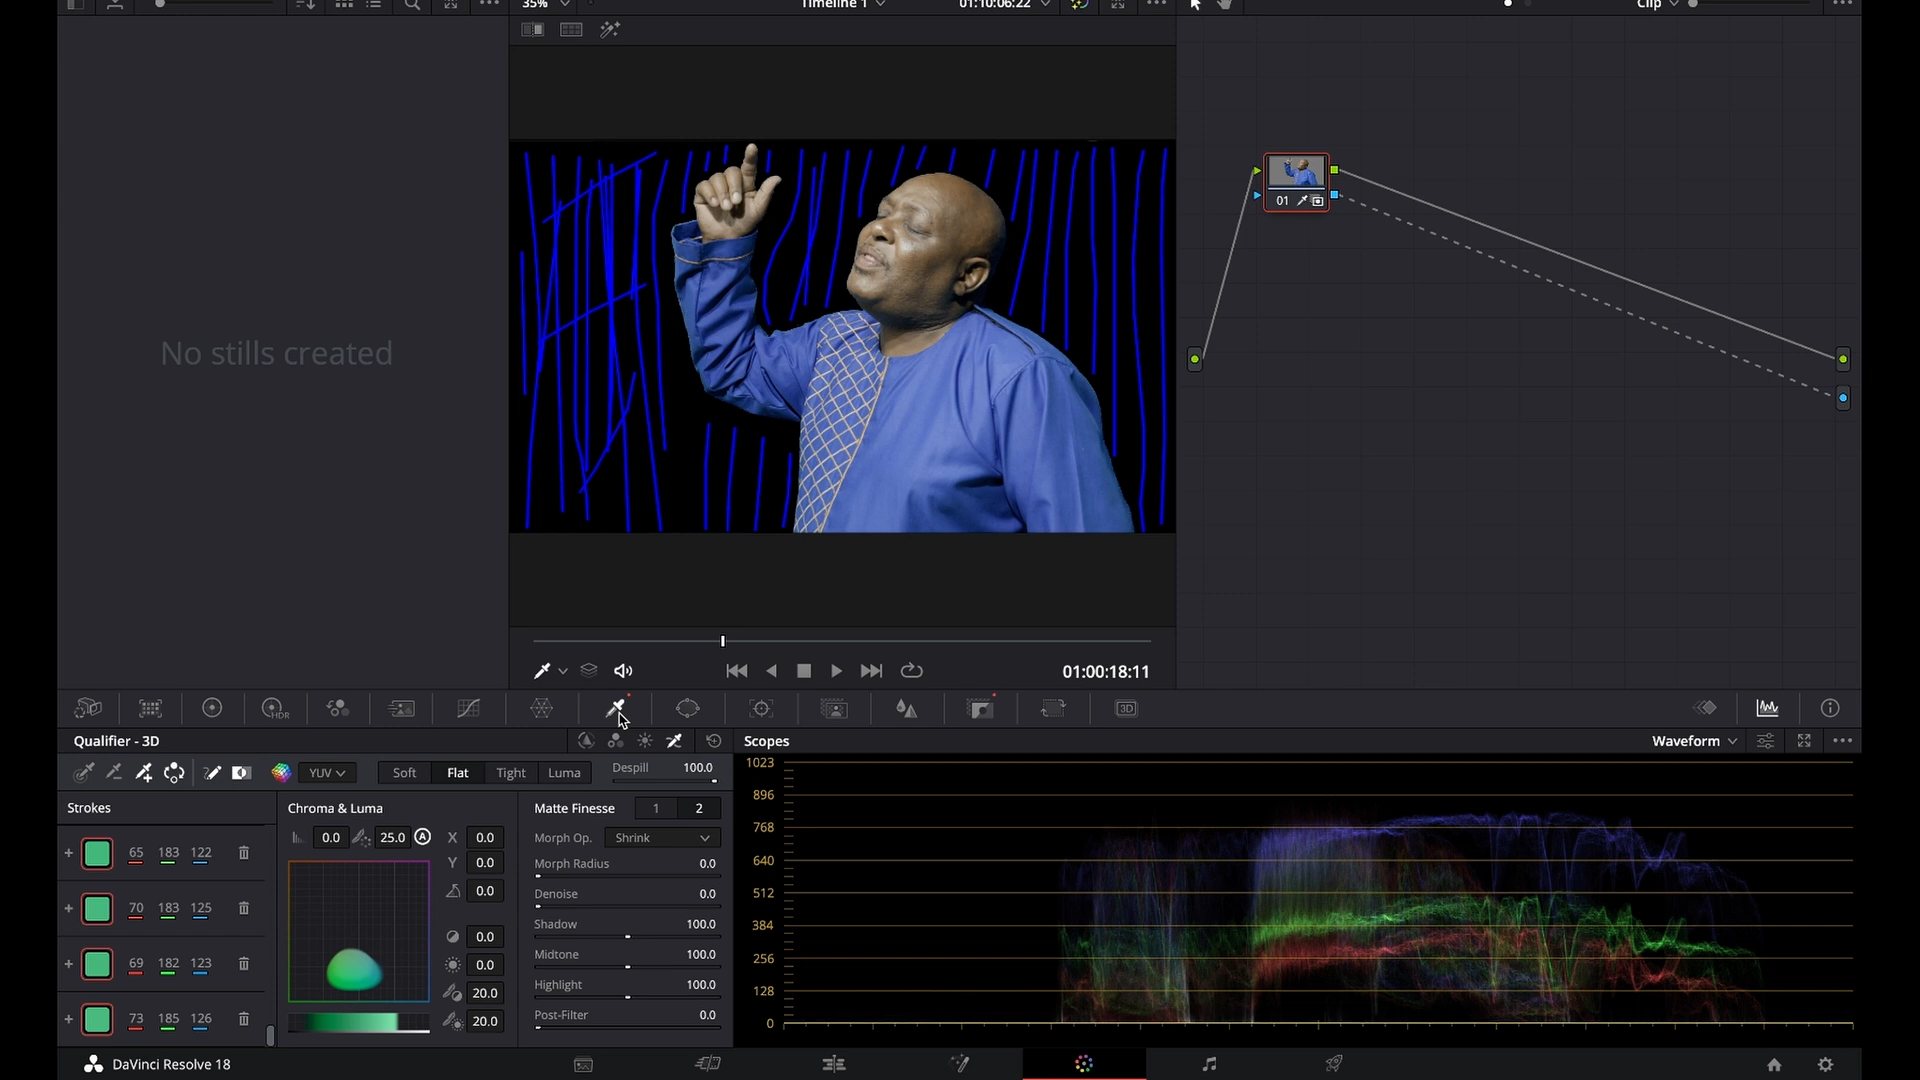 35%
Timeline 1
01:10:06:22
Clip
No stills created
01
01:00:18:11
HDR
3D
Qualifier - 3D
YUV
Soft
Flat
Tight
Luma
Despill
100.0
Strokes
+ 65 183 122
+ 70 183 125
+ 69 182 123
+ 73 185 126
Chroma & Luma
0.0
25.0
A
X 0.0
Y 0.0
0.0
0.0
0.0
20.0
20.0
Matte Finesse
1
2
Morph Op.
Shrink
Morph Radius 0.0
Denoise 0.0
Shadow 100.0
Midtone 100.0
Highlight 100.0
Post-Filter 0.0
Scopes
Waveform
1023
896
768
640
512
384
256
128
0
DaVinci Resolve 18